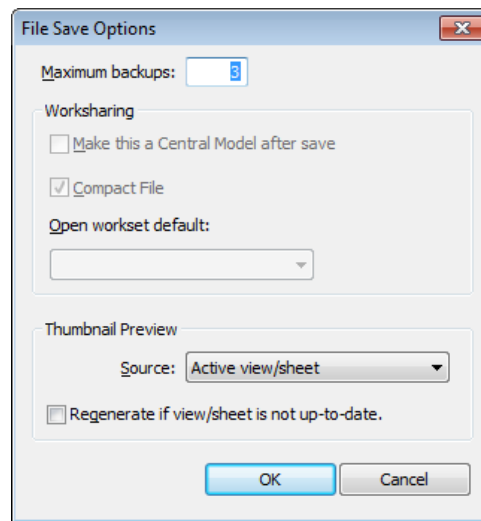 File Save Options
Maximum backups: 3
Worksharing
Make this a Central Model after save
Compact File
Open workset default:
Thumbnail Preview
Source: Active view/sheet
Regenerate if view/sheet is not up-to-date.
OK Cancel